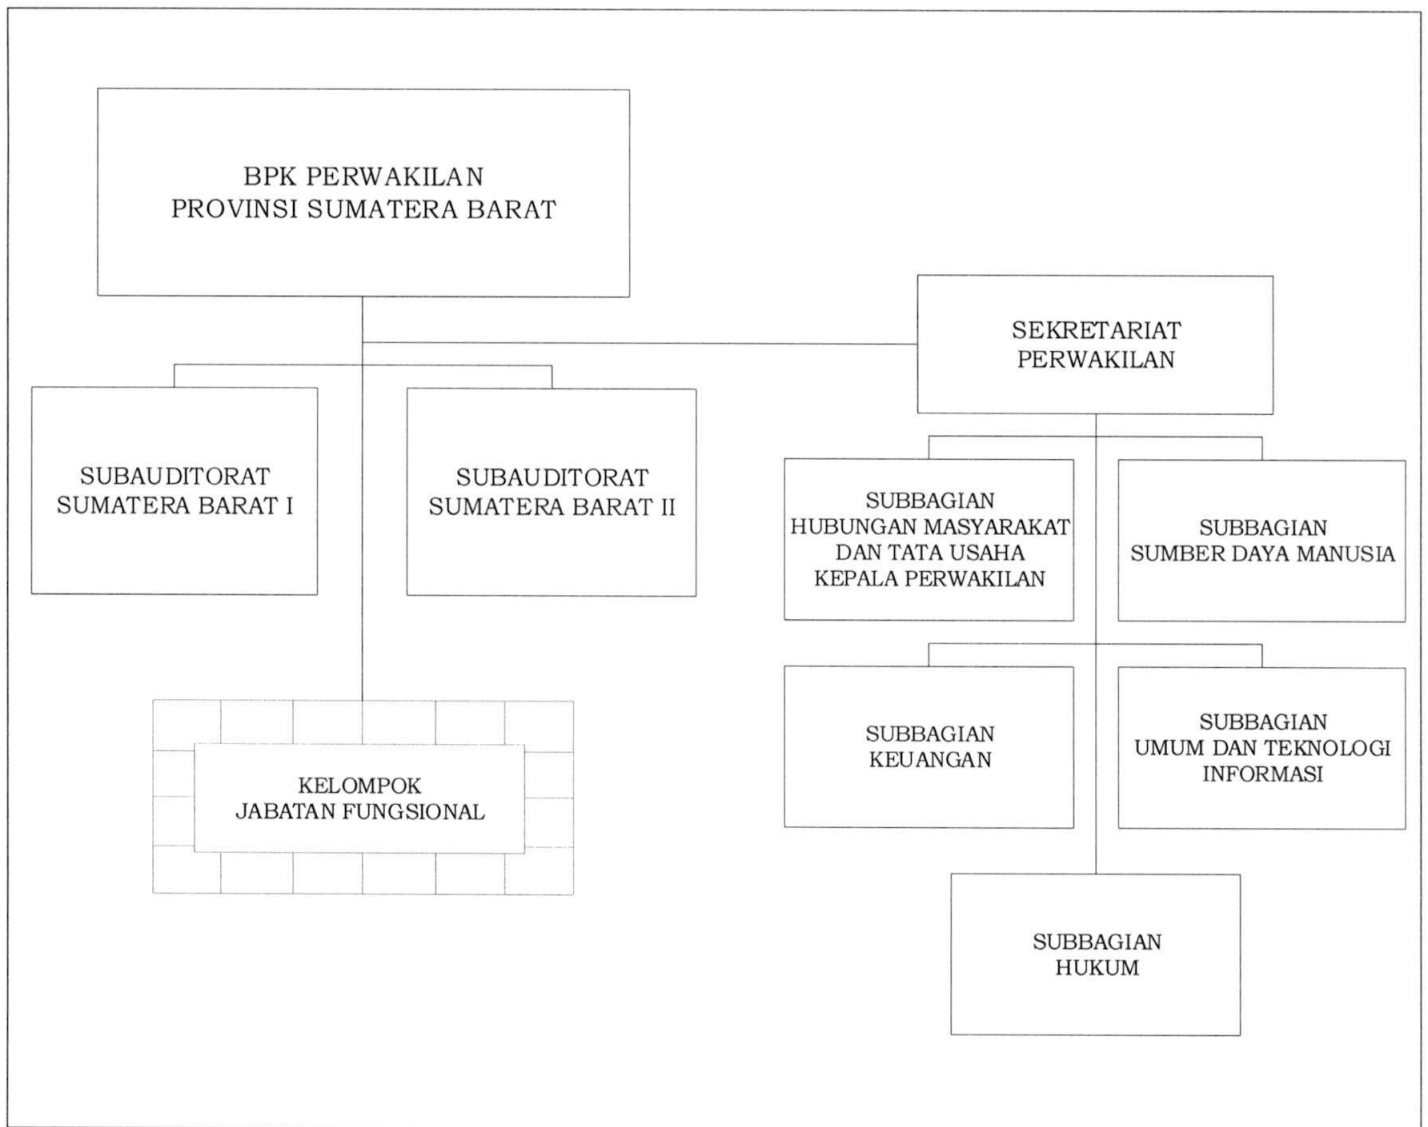 BPK PERWAKILAN
PROVINSI SUMATERA BARAT
SEKRETARIAT
PERWAKILAN
SUBAUDITORAT
SUMATERA BARAT I
SUBAUDITORAT
SUMATERA BARAT II
SUBBAGIAN
HUBUNGAN MASYARAKAT
DAN TATA USAHA
KEPALA PERWAKILAN
SUBBAGIAN
SUMBER DAYA MANUSIA
SUBBAGIAN
KEUANGAN
SUBBAGIAN
UMUM DAN TEKNOLOGI
INFORMASI
KELOMPOK
JABATAN FUNGSIONAL
SUBBAGIAN
HUKUM